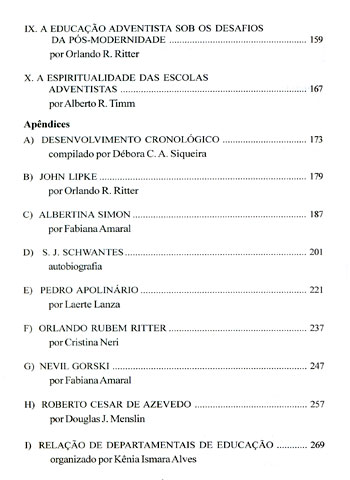 IX. A EDUCAÇÃO ADVENTISTA SOB OS DESAFIOS
DA PÓS-MODERNIDADE ............ 159
por Orlando R. Ritter
X. A ESPIRITUALIDADE DAS ESCOLAS
ADVENTISTAS ............ 167
por Alberto R. Timm
Apêndices
A) DESENVOLVIMENTO CRONOLÓGICO ............ 173
compilado por Débora C. A. Siqueira
B) JOHN LIPKE ............ 179
por Orlando R. Ritter
C) ALBERTINA SIMON ............ 187
por Fabiana Amaral
D) S. J. SCHWANTES ............ 201
autobiografia
E) PEDRO APOLINÁRIO ............ 221
por Laerte Lanza
F) ORLANDO RUBEM RITTER ............ 237
por Cristina Neri
G) NEVIL GORSKI ............ 247
por Fabiana Amaral
H) ROBERTO CESAR DE AZEVEDO ............ 257
por Douglas J. Menslin
I) RELAÇÃO DE DEPARTAMENTAIS DE EDUCAÇÃO ............ 269
organizado por Kênia Ismara Alves